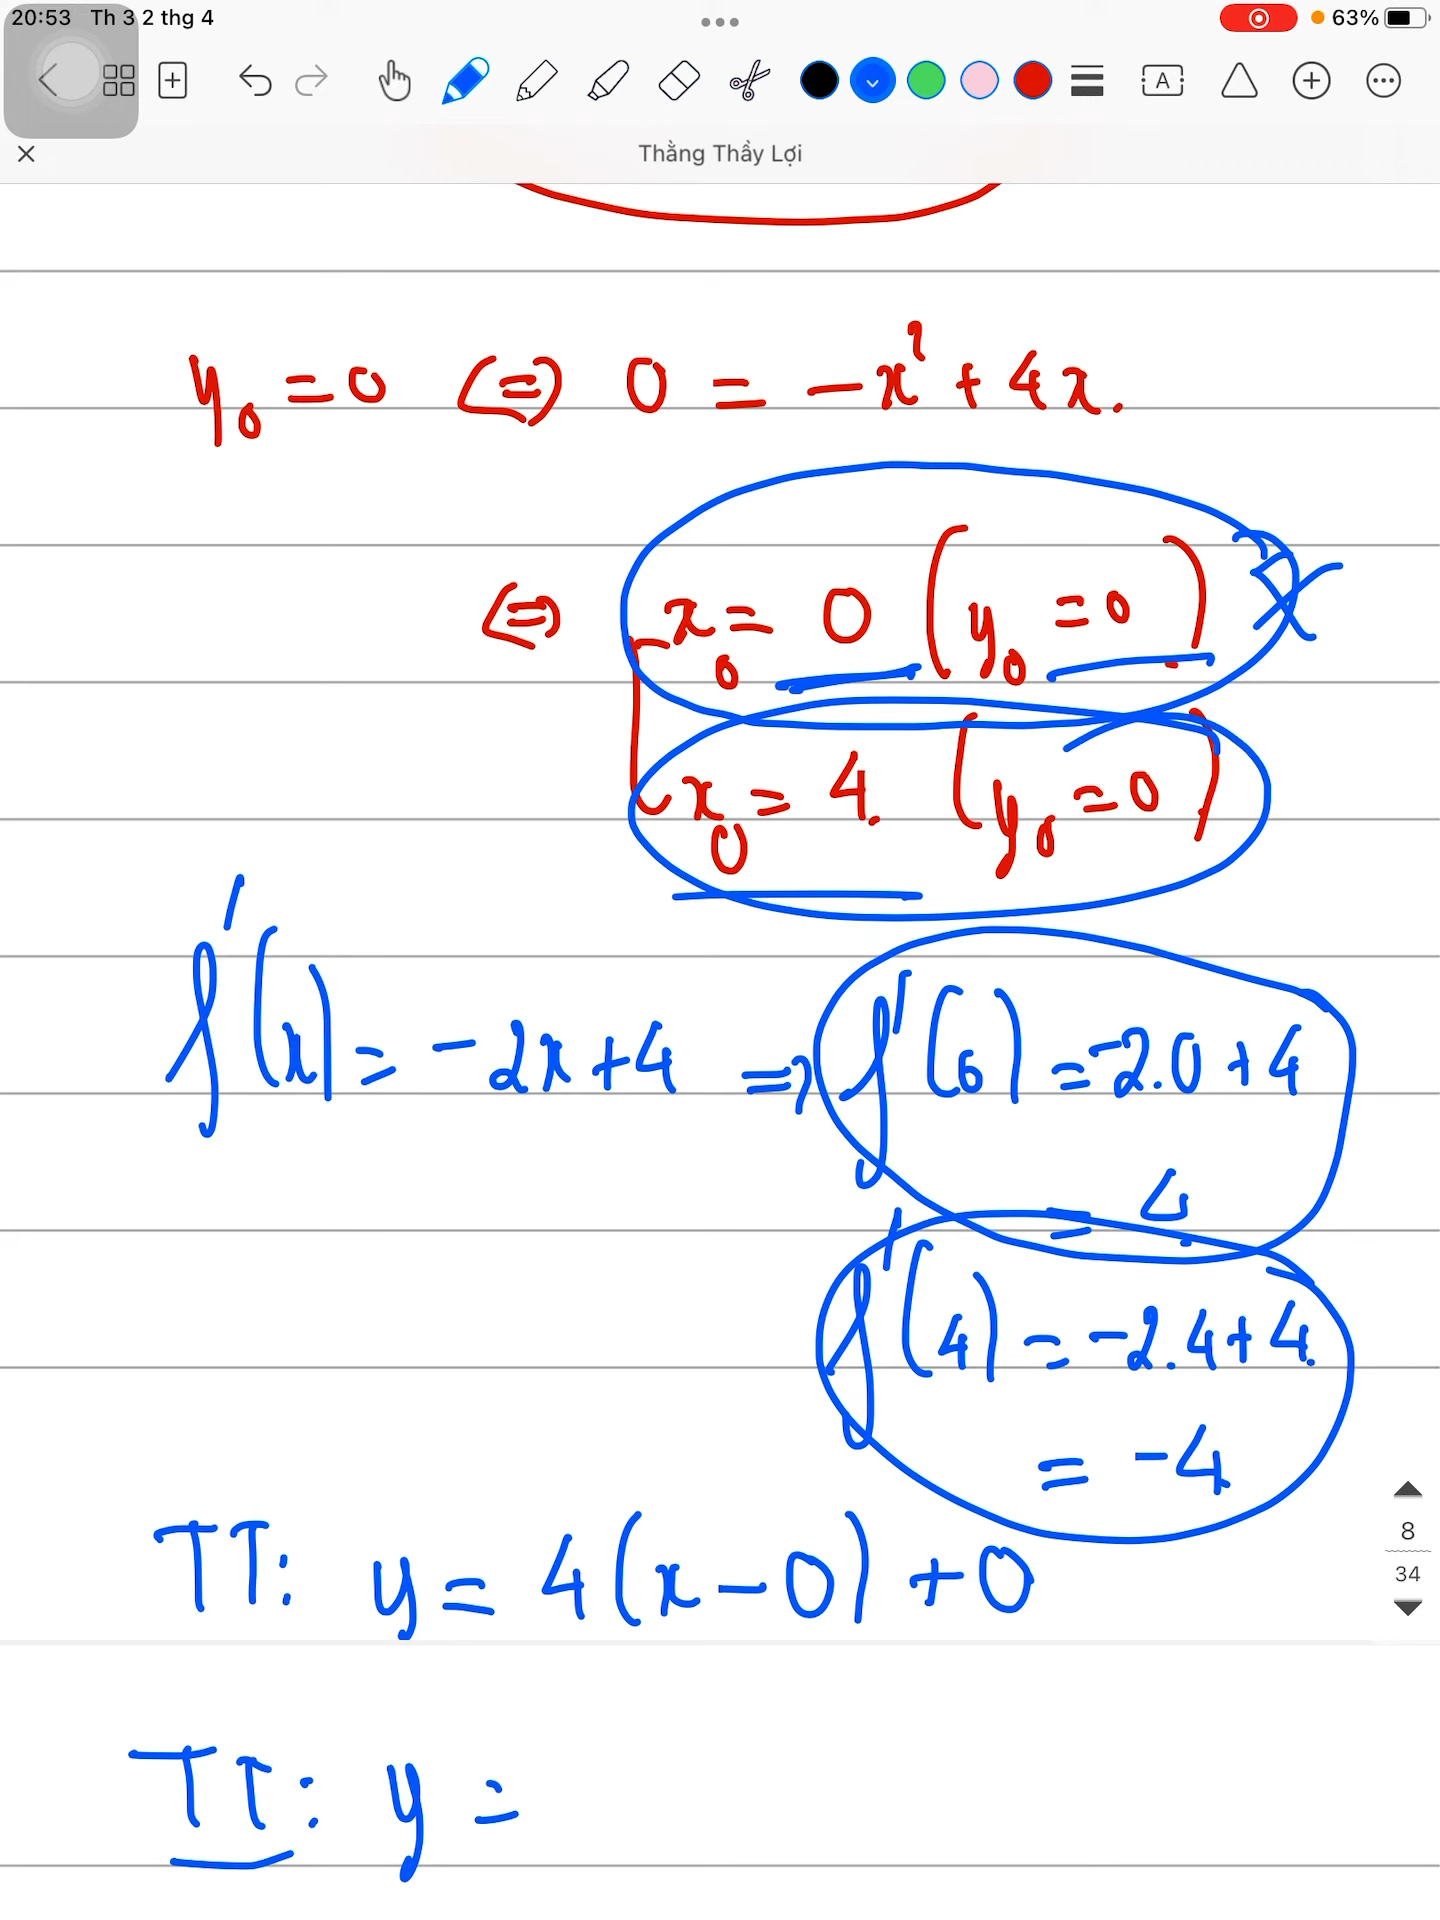 20:53 Th 3 2 thg 4
63%
A
Thằng Thầy Lợi
y₀ = 0 ⇔ 0 = -x² + 4x.
⇔ x₀ = 0 (y₀ = 0)
x₀ = 4. (y₀ = 0)
f'(x) = -2x+4 ⇒ f'(0) = -2.0+4
= 4.
f'(4) = -2.4+4.
= -4
TT: y = 4(x-0)+0
8
34
TT: y =